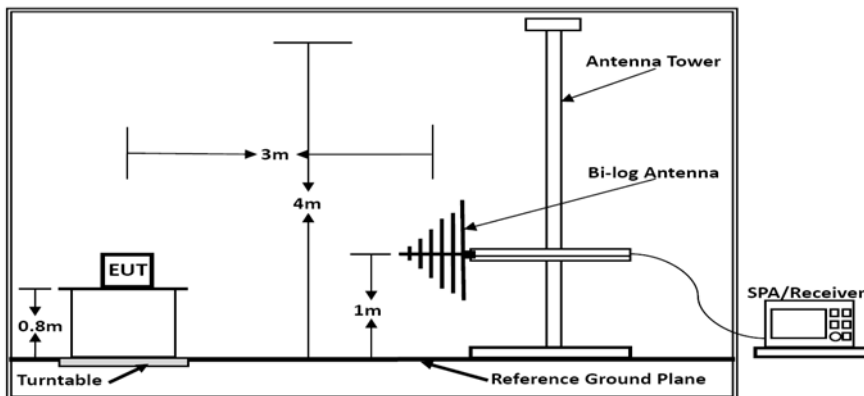 Antenna Tower
3m
Bi-log Antenna
4m
EUT
SPA/Receiver
0.8m
1m
Turntable
Reference Ground Plane